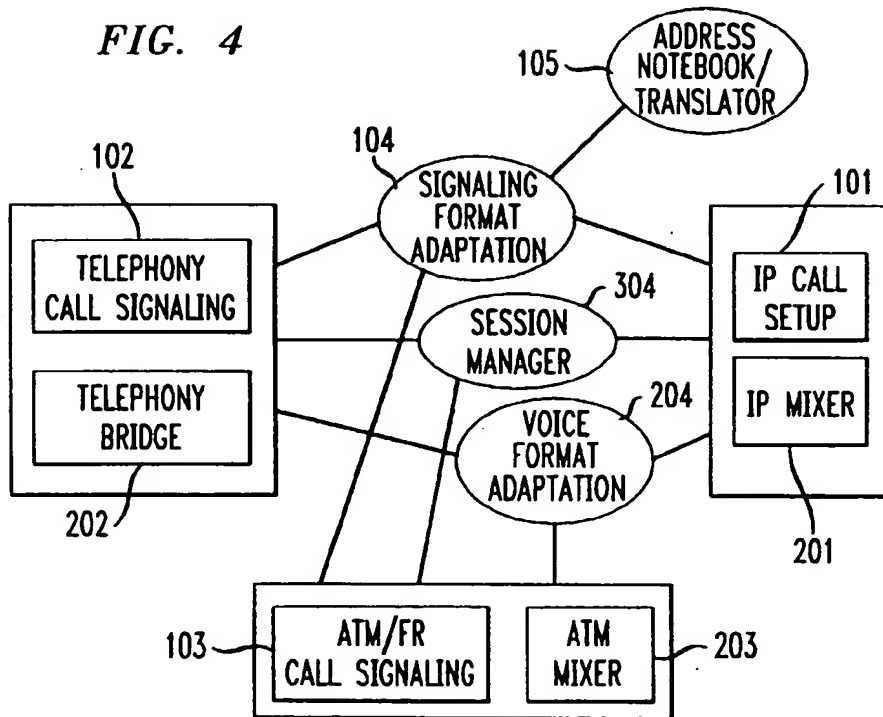 FIG. 4
ADDRESS
NOTEBOOK/
TRANSLATOR
105
104
102
SIGNALING
FORMAT
ADAPTATION
101
TELEPHONY
CALL SIGNALING
IP CALL
SETUP
304
SESSION
MANAGER
204
TELEPHONY
BRIDGE
IP MIXER
VOICE
FORMAT
ADAPTATION
202
201
103
ATM/FR
CALL SIGNALING
ATM
MIXER
203